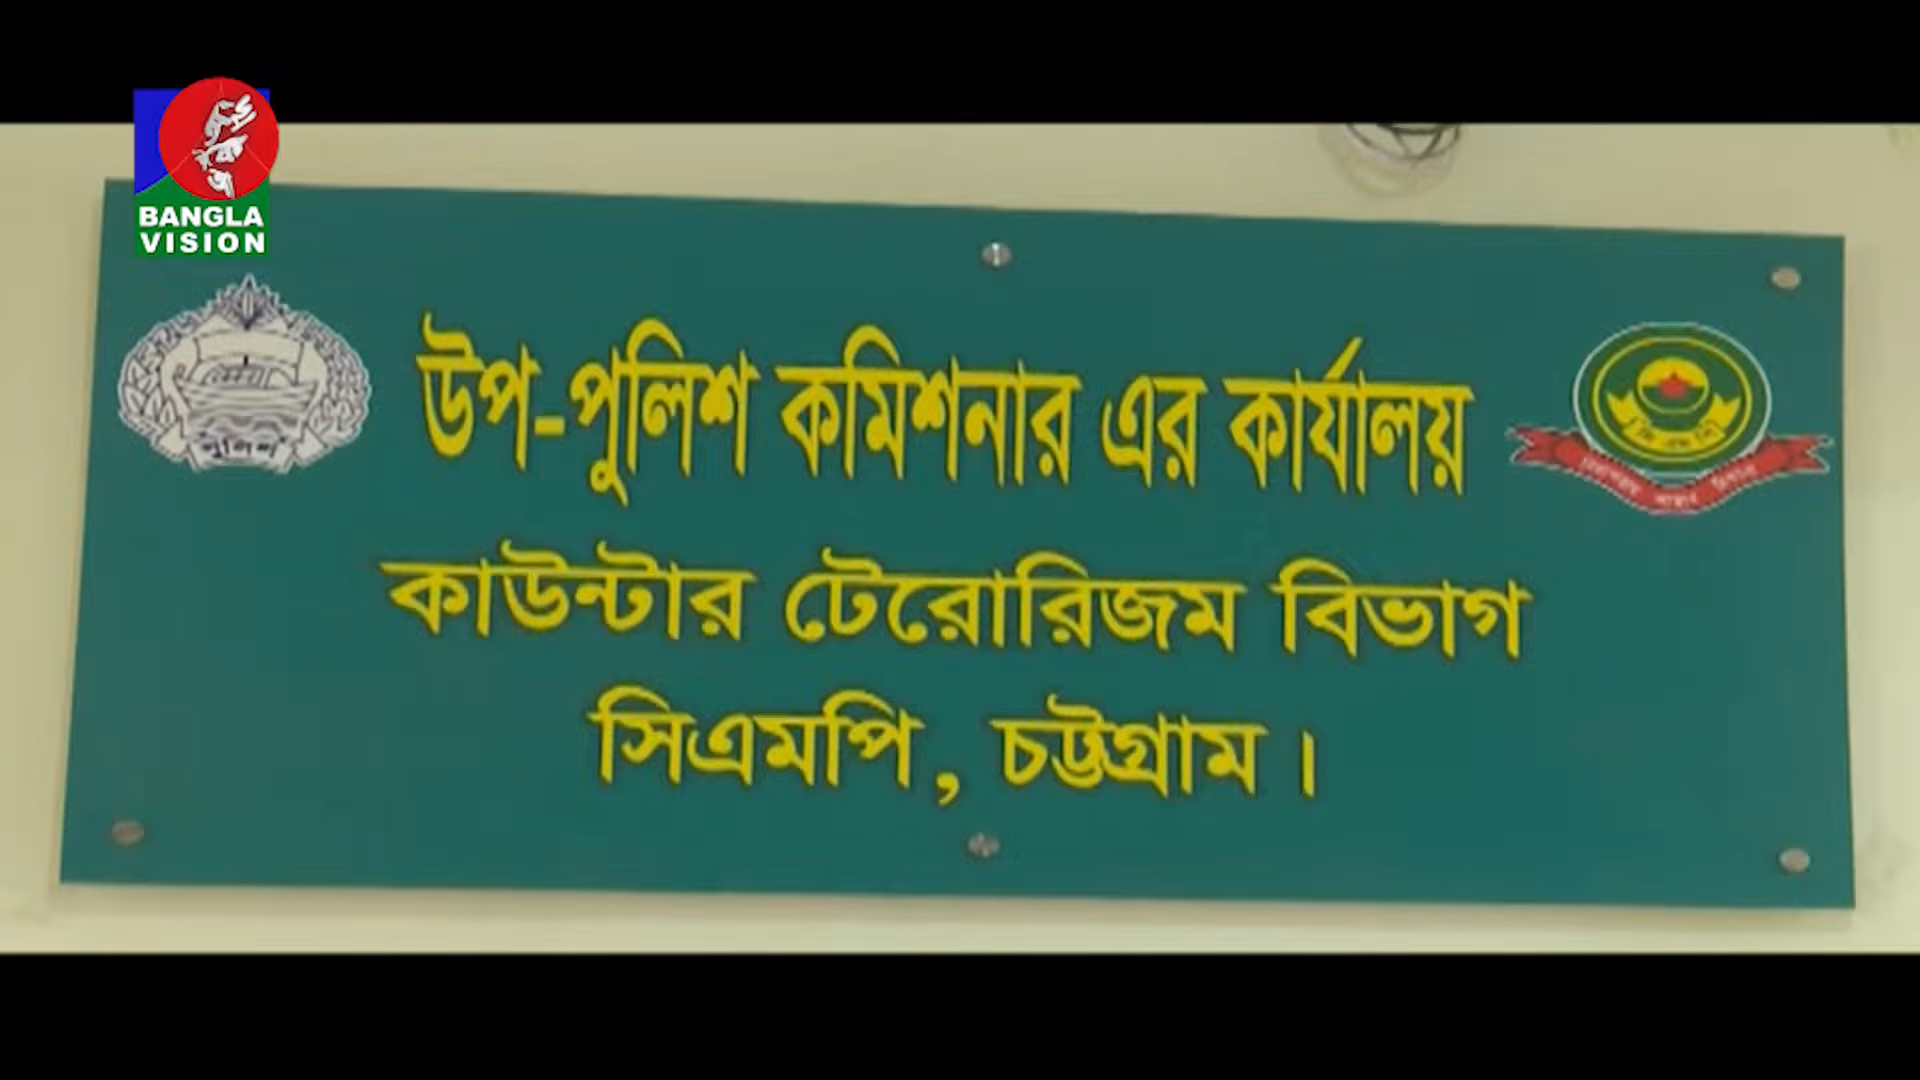 BANGLA
VISION
পুলিশ
উপ-পুলিশ কমিশনার এর কার্যালয়
কাউন্টার টেরোরিজম বিভাগ
সিএমপি, চট্টগ্রাম।